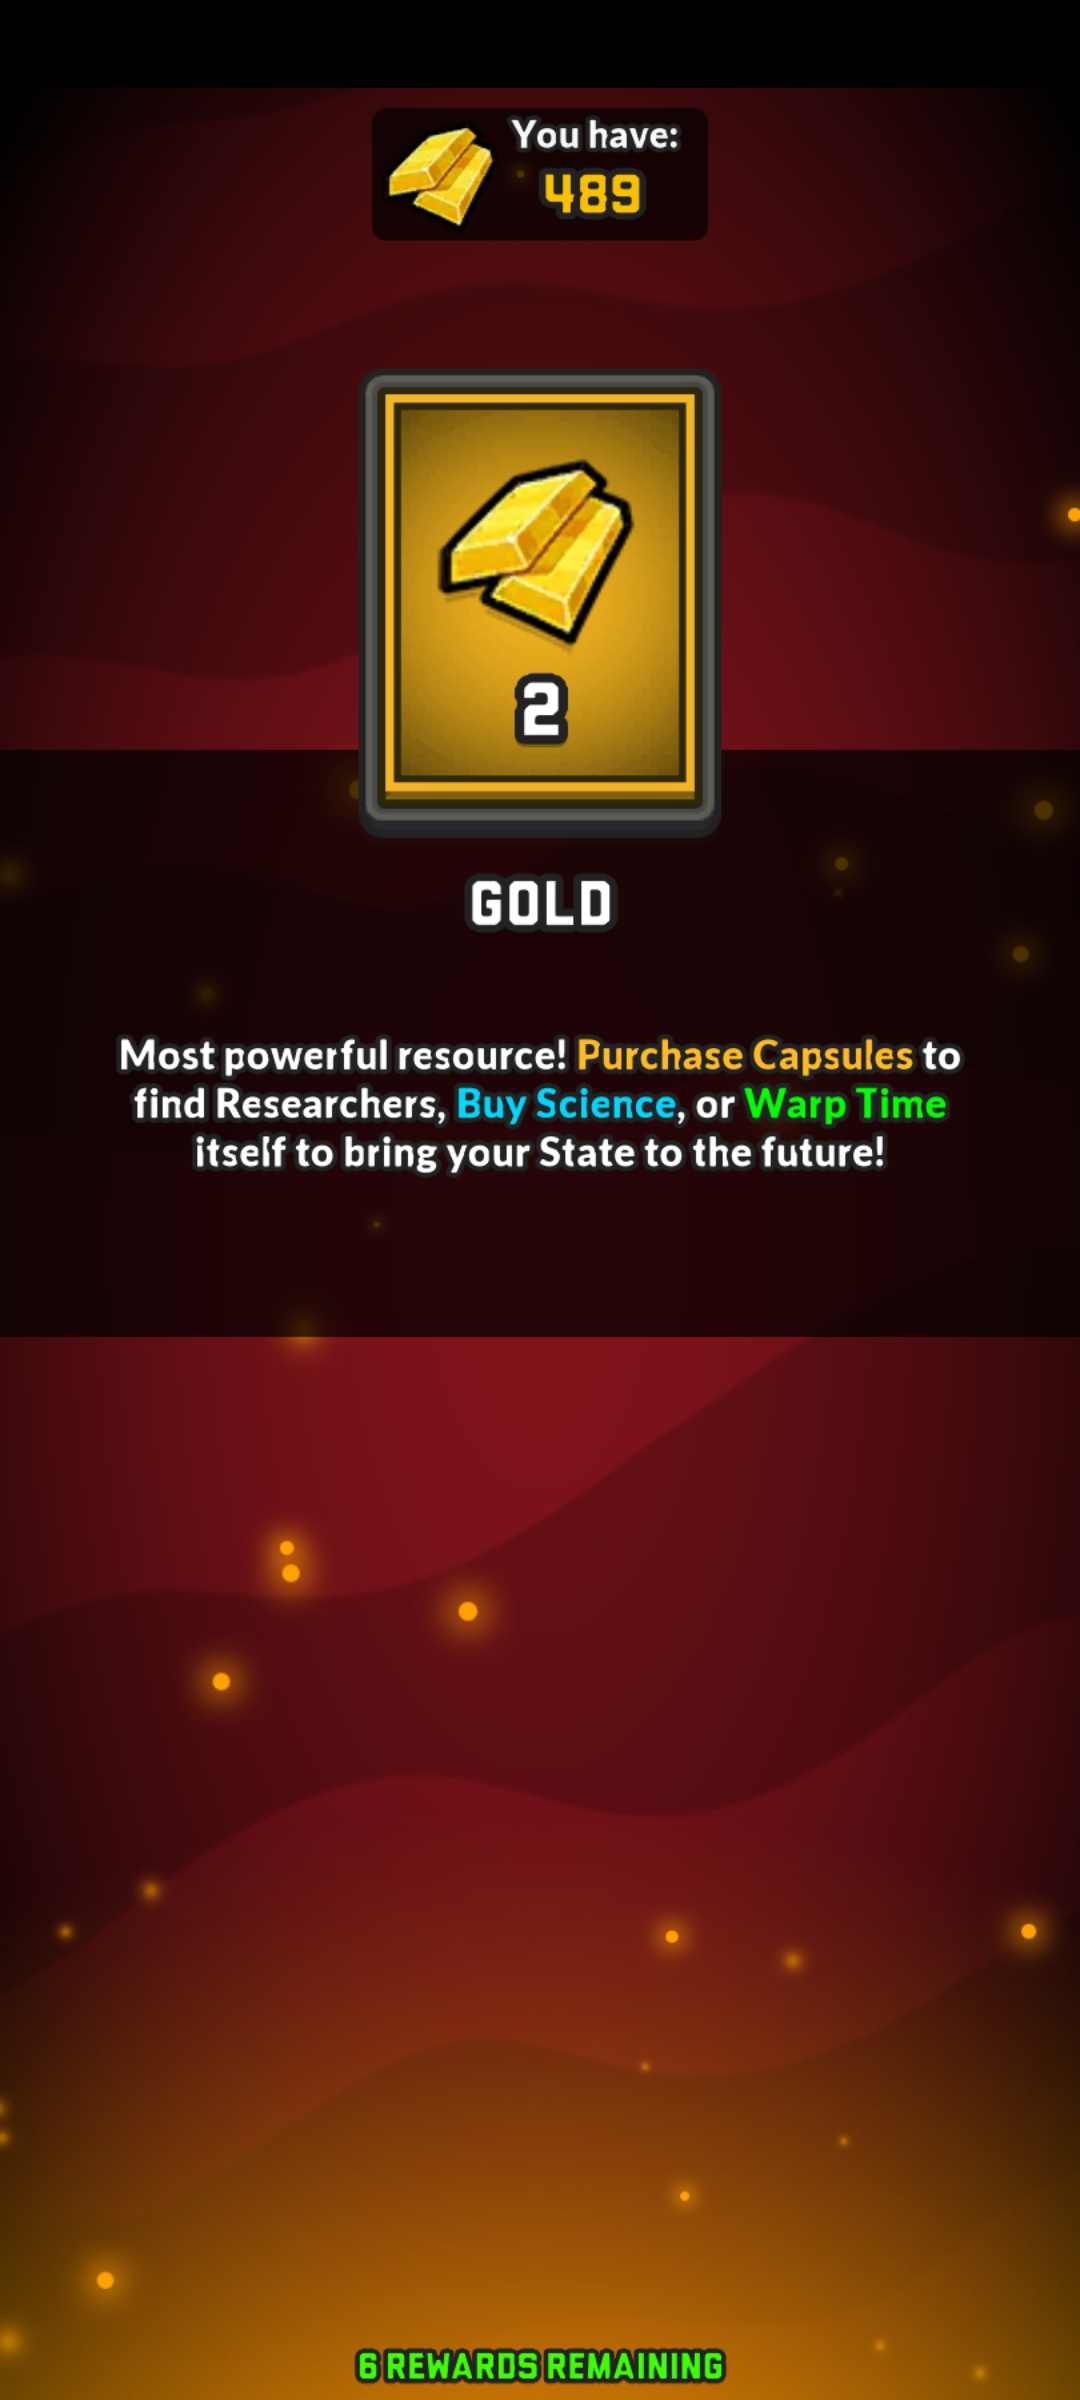 You have:
489
2
GOLD
Most powerful resource! Purchase Capsules to
find Researchers, Buy Science, or Warp Time
itself to bring your State to the future!
6 REWARDS REMAINING